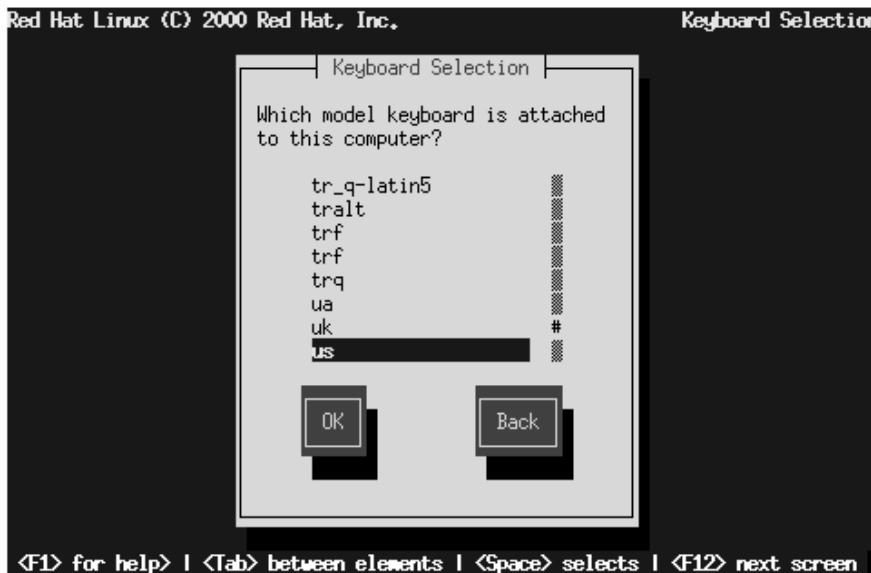 Red Hat Linux (C) 2000 Red Hat, Inc. Keyboard Selection
Keyboard Selection
Which model keyboard is attached
to this computer?
tr_q-latin5
tralt
trf
trf
trq
ua
uk #
us
OK Back
<F1> for help> | <Tab> between elements | <Space> selects | <F12> next screen